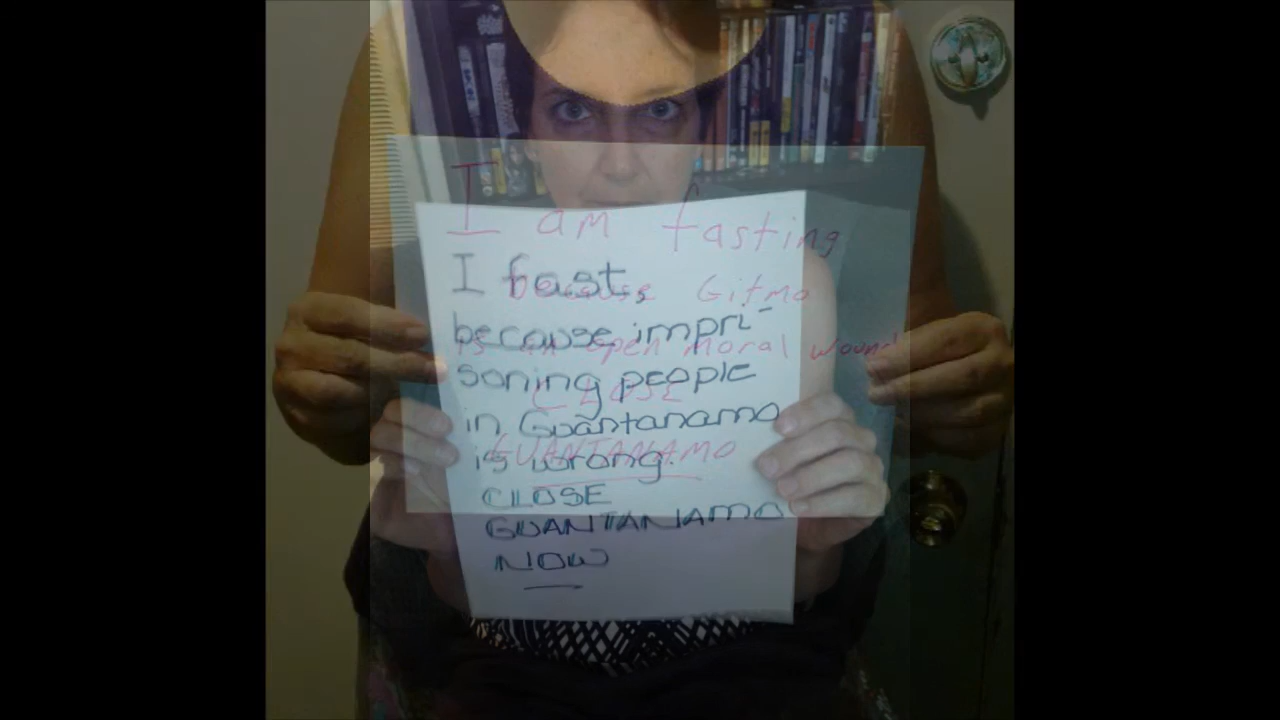 I am fasting
because Gitmo
is an open moral wound
CLOSE
GUANTANAMO
I fast,
because impri-
soning people
in Guantanamo
is wrong.
CLOSE
GUANTANAMO
NOW